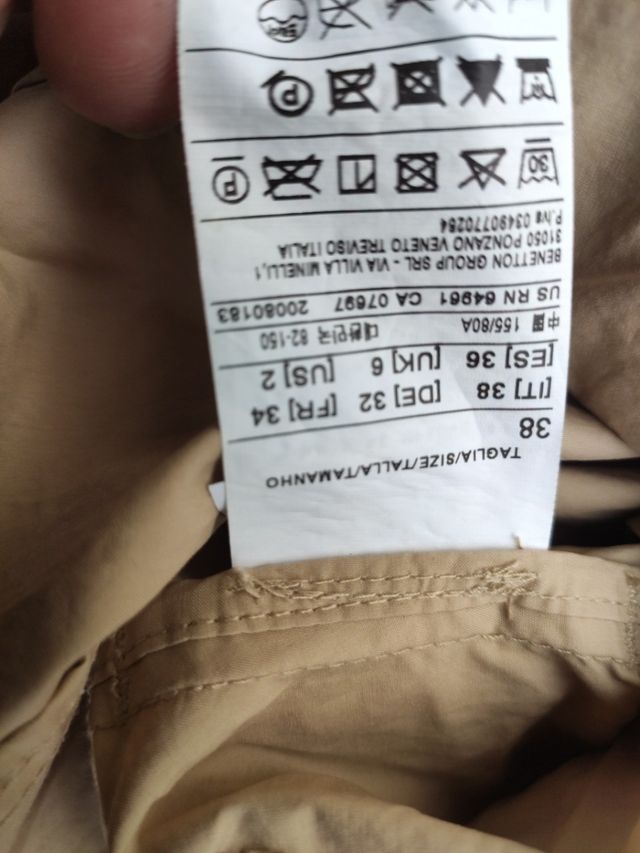 TAGLIA/SIZE/TALLA/TAMANHO
38
[IT] 38 [DE] 32 [FR] 34
[ES] 36 [UK] 6 [US] 2
中國 155/80A 대한민국 82-150
US RN 64961 CA 07697 20080183
BENETTON GROUP SRL - VIA VILLA MINELLI,1
31050 PONZANO VENETO TREVISO ITALIA
P.Iva 03490770264
30 P
P